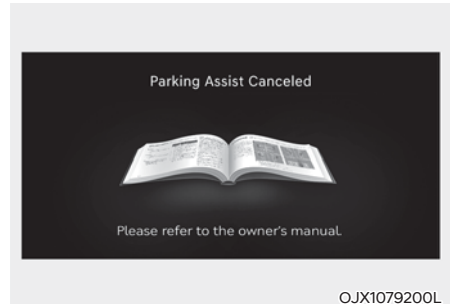 Parking Assist Canceled
Please refer to the owner's manual.
OJX1079200L